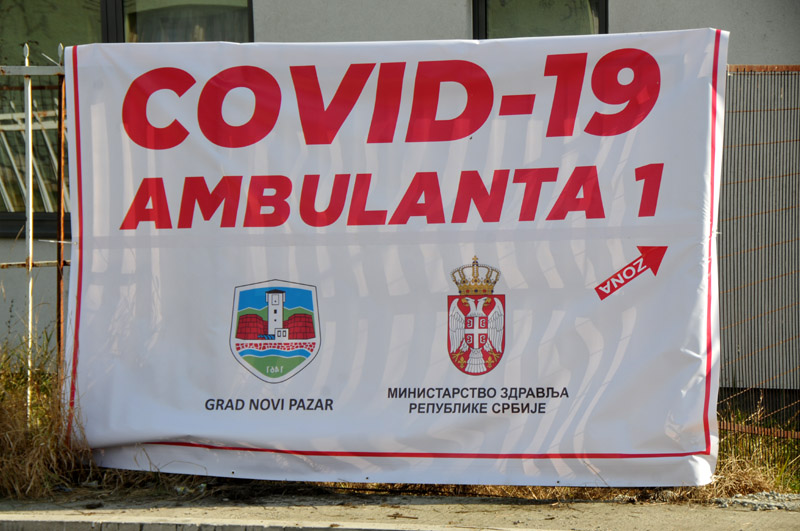 COVID-19
AMBULANTA 1
ZONA
GRAD NOVI PAZAR
МИНИСТАРСТВО ЗДРАВЉА
РЕПУБЛИКЕ СРБИЈЕ